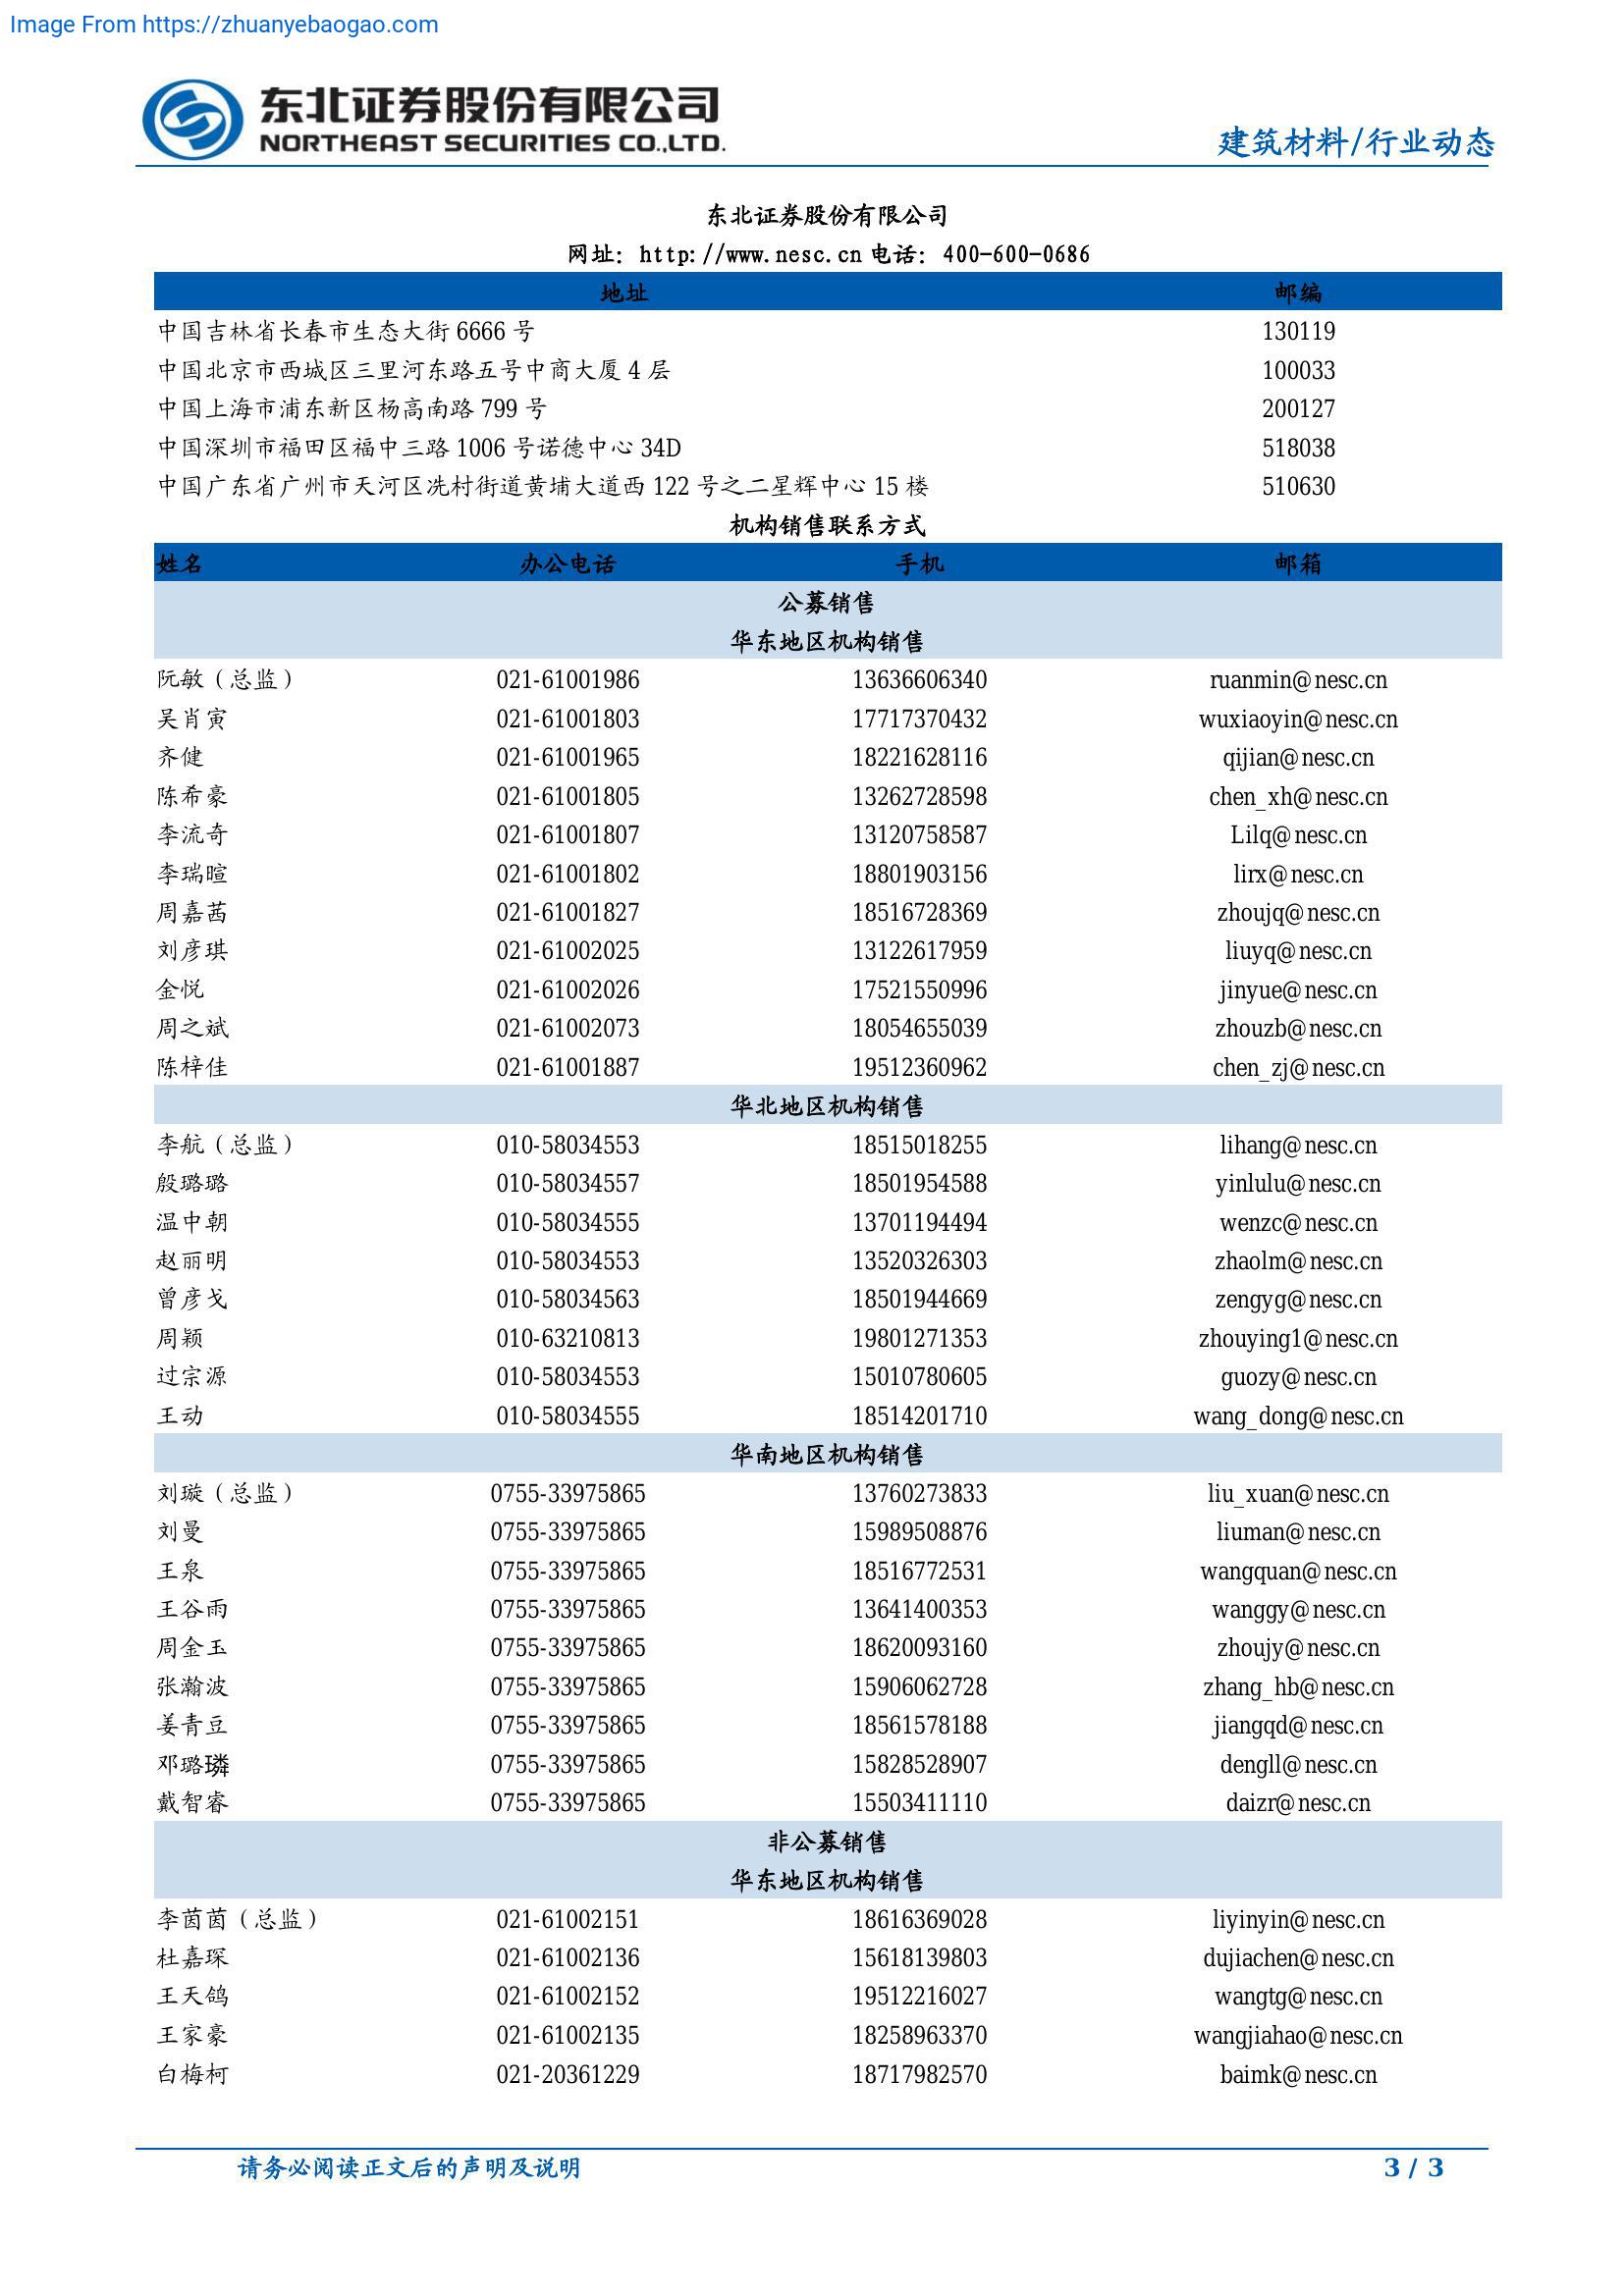 Image From https://zhuanyebaogao.com
东北证券股份有限公司
NORTHEAST SECURITIES CO.,LTD.
建筑材料/行业动态
东北证券股份有限公司
网址：http://www.nesc.cn 电话：400-600-0686
地址 邮编
中国吉林省长春市生态大街 6666 号 130119
中国北京市西城区三里河东路五号中商大厦 4 层 100033
中国上海市浦东新区杨高南路 799 号 200127
中国深圳市福田区福中三路 1006 号诺德中心 34D 518038
中国广东省广州市天河区冼村街道黄埔大道西 122 号之二星辉中心 15 楼 510630
机构销售联系方式
姓名 办公电话 手机 邮箱
公募销售
华东地区机构销售
阮敏（总监） 021-61001986 13636606340 ruanmin@nesc.cn
吴肖寅 021-61001803 17717370432 wuxiaoyin@nesc.cn
齐健 021-61001965 18221628116 qijian@nesc.cn
陈希豪 021-61001805 13262728598 chen_xh@nesc.cn
李流奇 021-61001807 13120758587 Lilq@nesc.cn
李瑞暄 021-61001802 18801903156 lirx@nesc.cn
周嘉茜 021-61001827 18516728369 zhoujq@nesc.cn
刘彦琪 021-61002025 13122617959 liuyq@nesc.cn
金悦 021-61002026 17521550996 jinyue@nesc.cn
周之斌 021-61002073 18054655039 zhouzb@nesc.cn
陈梓佳 021-61001887 19512360962 chen_zj@nesc.cn
华北地区机构销售
李航（总监） 010-58034553 18515018255 lihang@nesc.cn
殷璐璐 010-58034557 18501954588 yinlulu@nesc.cn
温中朝 010-58034555 13701194494 wenzc@nesc.cn
赵丽明 010-58034553 13520326303 zhaolm@nesc.cn
曾彦戈 010-58034563 18501944669 zengyg@nesc.cn
周颖 010-63210813 19801271353 zhouying1@nesc.cn
过宗源 010-58034553 15010780605 guozy@nesc.cn
王动 010-58034555 18514201710 wang_dong@nesc.cn
华南地区机构销售
刘璇（总监） 0755-33975865 13760273833 liu_xuan@nesc.cn
刘曼 0755-33975865 15989508876 liuman@nesc.cn
王泉 0755-33975865 18516772531 wangquan@nesc.cn
王谷雨 0755-33975865 13641400353 wanggy@nesc.cn
周金玉 0755-33975865 18620093160 zhoujy@nesc.cn
张瀚波 0755-33975865 15906062728 zhang_hb@nesc.cn
姜青豆 0755-33975865 18561578188 jiangqd@nesc.cn
邓璐璘 0755-33975865 15828528907 dengll@nesc.cn
戴智睿 0755-33975865 15503411110 daizr@nesc.cn
非公募销售
华东地区机构销售
李茵茵（总监） 021-61002151 18616369028 liyinyin@nesc.cn
杜嘉琛 021-61002136 15618139803 dujiachen@nesc.cn
王天鸽 021-61002152 19512216027 wangtg@nesc.cn
王家豪 021-61002135 18258963370 wangjiahao@nesc.cn
白梅柯 021-20361229 18717982570 baimk@nesc.cn
请务必阅读正文后的声明及说明 3 / 3